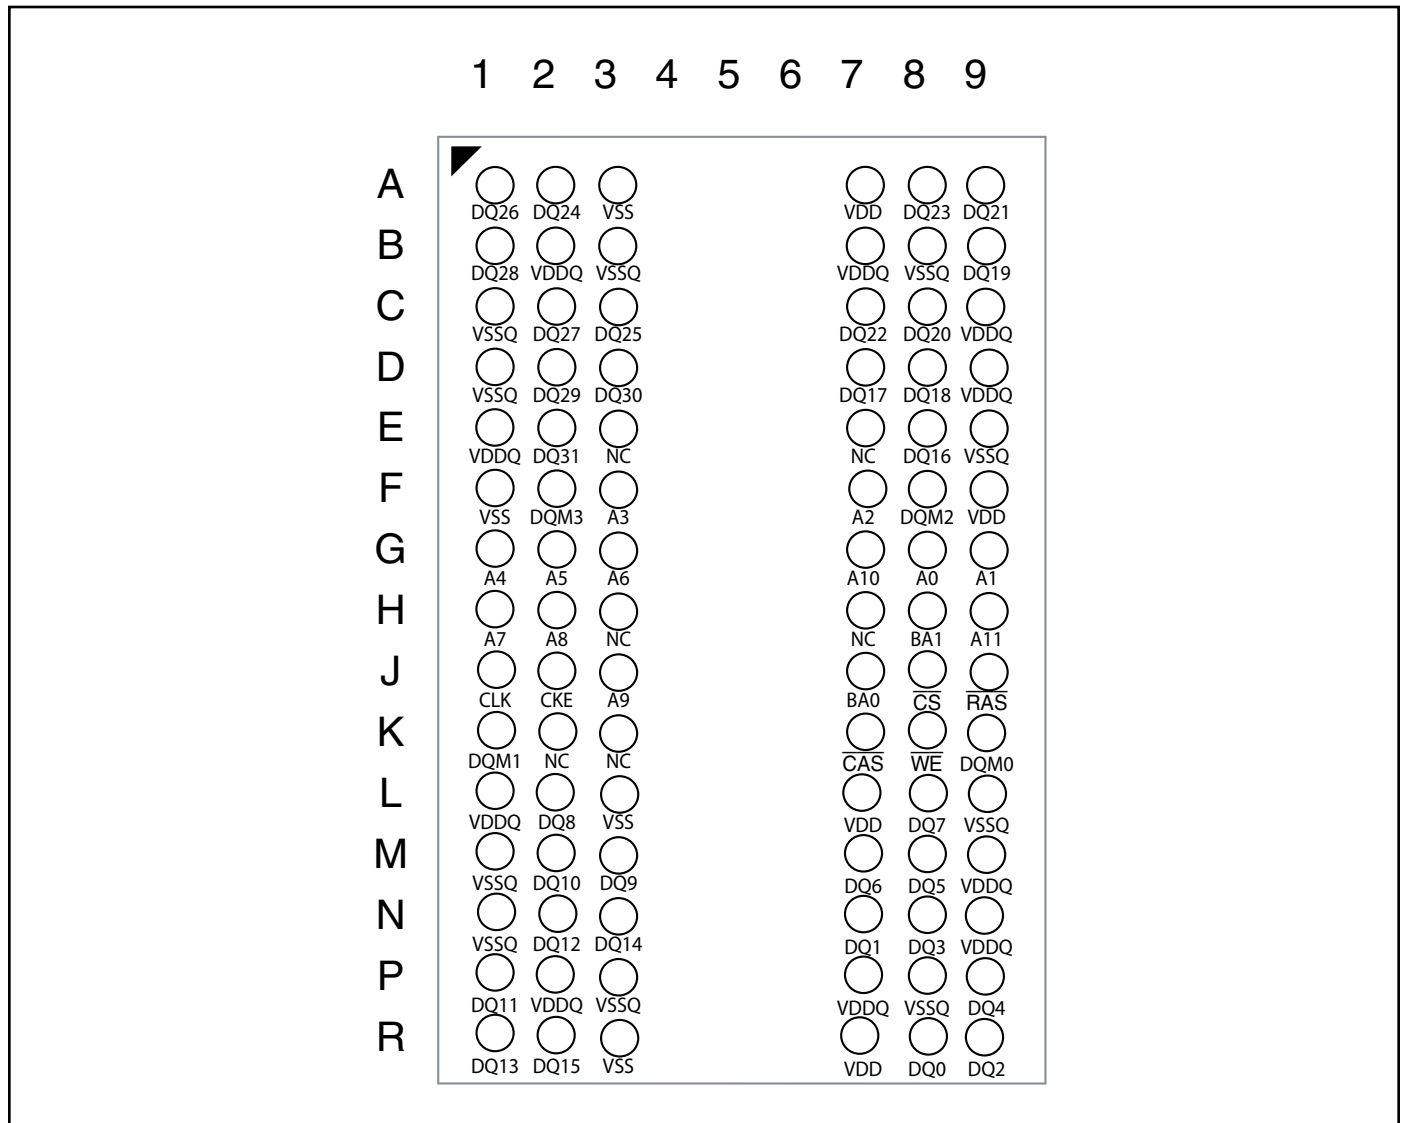 1 2 3 4 5 6 7 8 9
A
DQ26 DQ24 VSS VDD DQ23 DQ21
B
DQ28 VDDQ VSSQ VDDQ VSSQ DQ19
C
VSSQ DQ27 DQ25 DQ22 DQ20 VDDQ
D
VSSQ DQ29 DQ30 DQ17 DQ18 VDDQ
E
VDDQ DQ31 NC NC DQ16 VSSQ
F
VSS DQM3 A3 A2 DQM2 VDD
G
A4 A5 A6 A10 A0 A1
H
A7 A8 NC NC BA1 A11
J
CLK CKE A9 BA0 C̅S̅ R̅A̅S̅
K
DQM1 NC NC C̅A̅S̅ W̅E̅ DQM0
L
VDDQ DQ8 VSS VDD DQ7 VSSQ
M
VSSQ DQ10 DQ9 DQ6 DQ5 VDDQ
N
VSSQ DQ12 DQ14 DQ1 DQ3 VDDQ
P
DQ11 VDDQ VSSQ VDDQ VSSQ DQ4
R
DQ13 DQ15 VSS VDD DQ0 DQ2